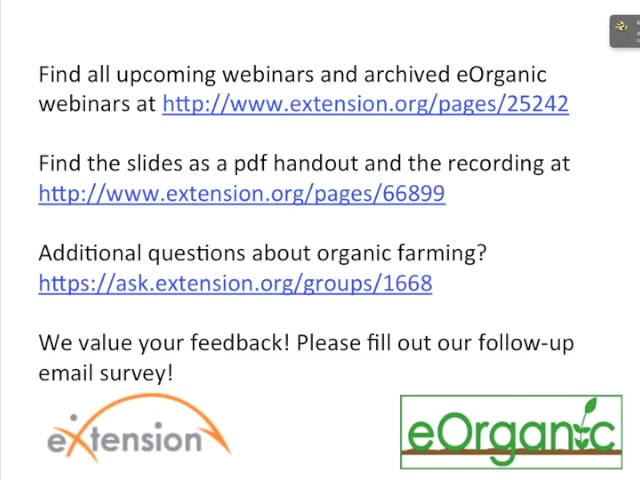 Find all upcoming webinars and archived eOrganic
webinars at http://www.extension.org/pages/25242
Find the slides as a pdf handout and the recording at
http://www.extension.org/pages/66899
Additional questions about organic farming?
https://ask.extension.org/groups/1668
We value your feedback! Please fill out our follow-up
email survey!
eXtension
eOrganic